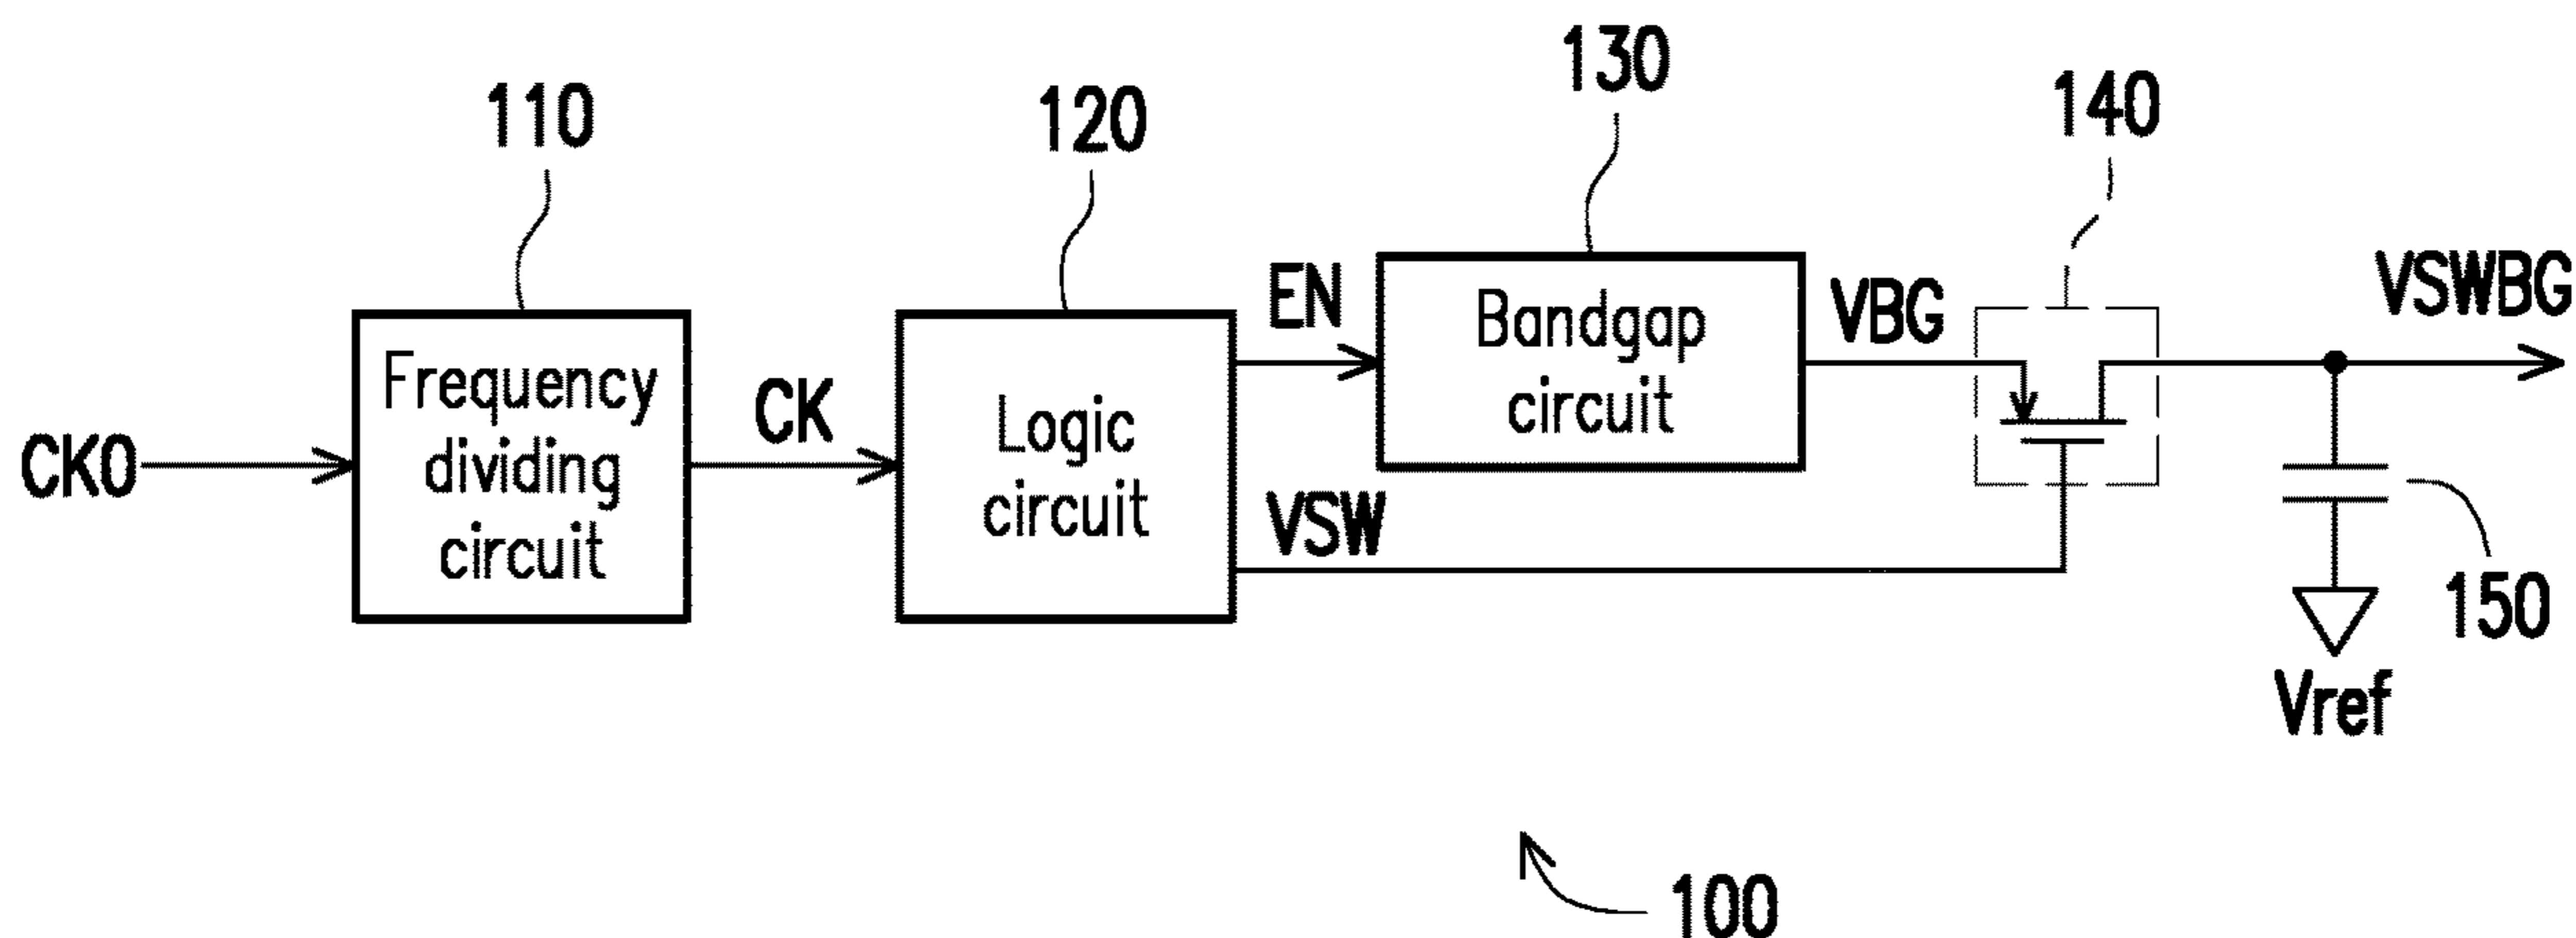 110
120
130
140
CK0
Frequency
dividing
circuit
CK
Logic
circuit
EN
VSW
Bandgap
circuit
VBG
VSWBG
150
Vref
100